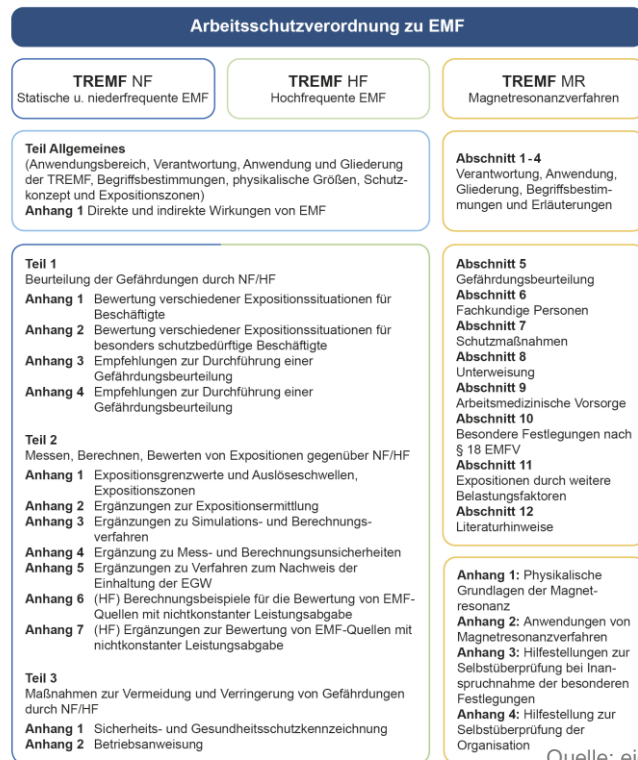 Arbeitsschutzverordnung zu EMF
TREMF NF
Statische u. niederfrequente EMF
TREMF HF
Hochfrequente EMF
TREMF MR
Magnetresonanzverfahren
Teil Allgemeines
(Anwendungsbereich, Verantwortung, Anwendung und Gliederung
der TREMF, Begriffsbestimmungen, physikalische Größen, Schutz-
konzept und Expositionszonen)
Anhang 1 Direkte und indirekte Wirkungen von EMF
Abschnitt 1-4
Verantwortung, Anwendung,
Gliederung, Begriffsbestim-
mungen und Erläuterungen
Teil 1
Beurteilung der Gefährdungen durch NF/HF
Anhang 1 Bewertung verschiedener Expositionssituationen für
Beschäftigte
Anhang 2 Bewertung verschiedener Expositionssituationen für
besonders schutzbedürftige Beschäftigte
Anhang 3 Empfehlungen zur Durchführung einer
Gefährdungsbeurteilung
Anhang 4 Empfehlungen zur Durchführung einer
Gefährdungsbeurteilung
Teil 2
Messen, Berechnen, Bewerten von Expositionen gegenüber NF/HF
Anhang 1 Expositionsgrenzwerte und Auslöseschwellen,
Expositionszonen
Anhang 2 Ergänzungen zur Expositionsermittlung
Anhang 3 Ergänzungen zu Simulations- und Berechnungs-
verfahren
Anhang 4 Ergänzung zu Mess- und Berechnungsunsicherheiten
Anhang 5 Ergänzungen zu Verfahren zum Nachweis der
Einhaltung der EGW
Anhang 6 (HF) Berechnungsbeispiele für die Bewertung von EMF-
Quellen mit nichtkonstanter Leistungsabgabe
Anhang 7 (HF) Ergänzungen zur Bewertung von EMF-Quellen mit
nichtkonstanter Leistungsabgabe
Teil 3
Maßnahmen zur Vermeidung und Verringerung von Gefährdungen
durch NF/HF
Anhang 1 Sicherheits- und Gesundheitsschutzkennzeichnung
Anhang 2 Betriebsanweisung
Abschnitt 5
Gefährdungsbeurteilung
Abschnitt 6
Fachkundige Personen
Abschnitt 7
Schutzmaßnahmen
Abschnitt 8
Unterweisung
Abschnitt 9
Arbeitsmedizinische Vorsorge
Abschnitt 10
Besondere Festlegungen nach
§ 18 EMFV
Abschnitt 11
Expositionen durch weitere
Belastungsfaktoren
Abschnitt 12
Literaturhinweise
Anhang 1: Physikalische
Grundlagen der Magnet-
resonanz
Anhang 2: Anwendungen von
Magnetresonanzverfahren
Anhang 3: Hilfestellungen zur
Selbstüberprüfung bei Inan-
spruchnahme der besonderen
Festlegungen
Anhang 4: Hilfestellung zur
Selbstüberprüfung der
Organisation
Quelle: ei